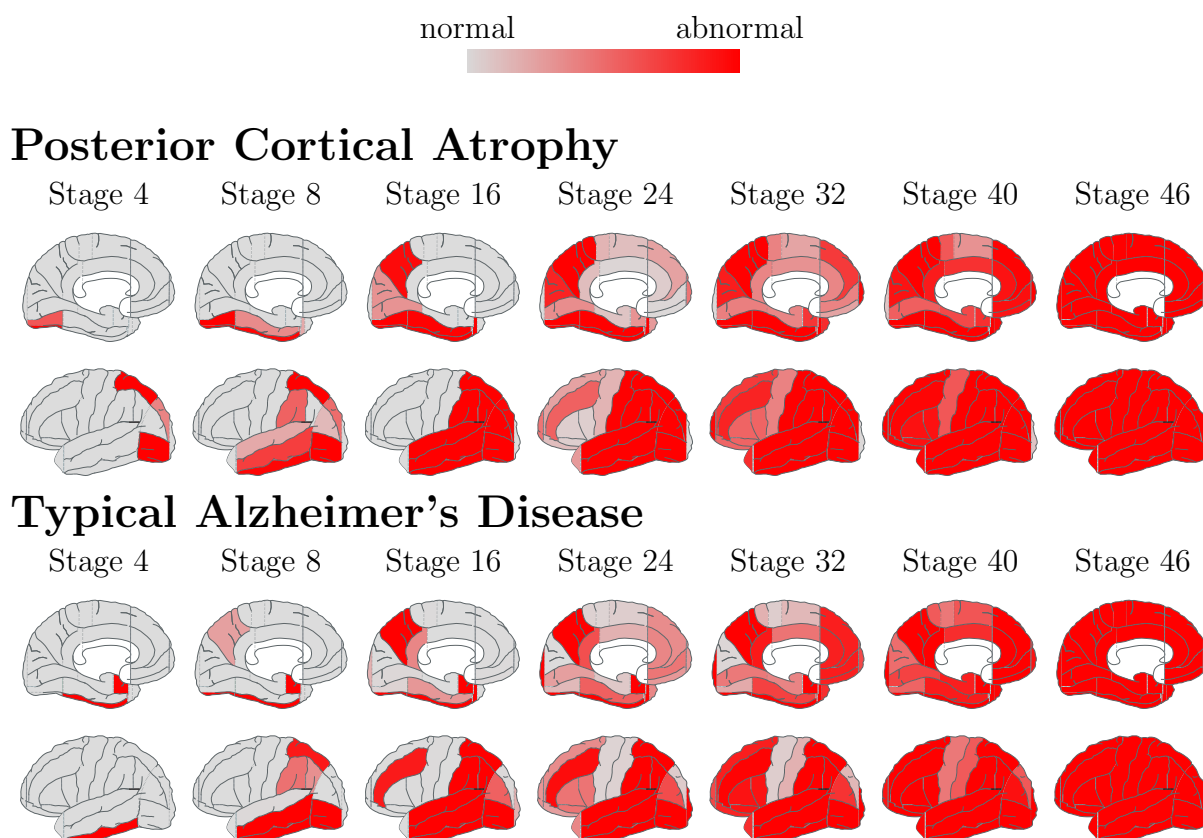 normal abnormal
Posterior Cortical Atrophy
Stage 4 Stage 8 Stage 16 Stage 24 Stage 32 Stage 40 Stage 46
Typical Alzheimer's Disease
Stage 4 Stage 8 Stage 16 Stage 24 Stage 32 Stage 40 Stage 46